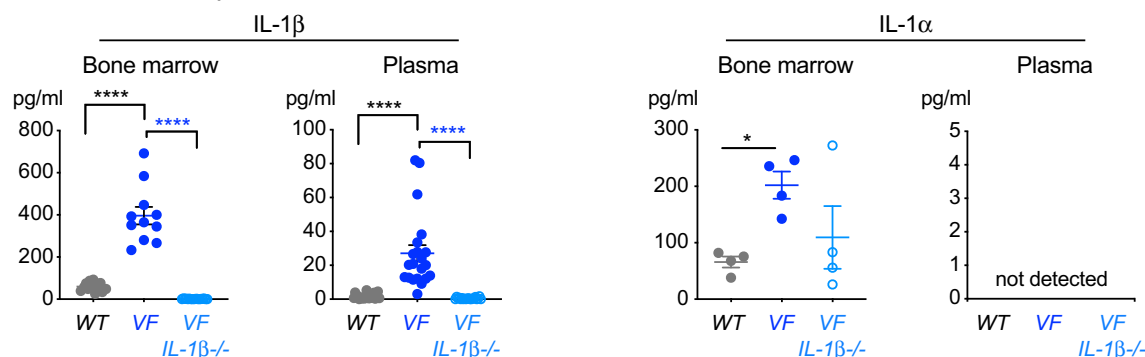 IL-1β
IL-1α
Bone marrow
Plasma
Bone marrow
Plasma
pg/ml
pg/ml
pg/ml
pg/ml
****
****
****
****
*
800
600
400
200
0
100
80
60
40
20
0
300
200
100
0
5
4
3
2
1
0
not detected
WT VF VF
IL-1β-/-
WT VF VF
IL-1β-/-
WT VF VF
IL-1β-/-
WT VF VF
IL-1β-/-